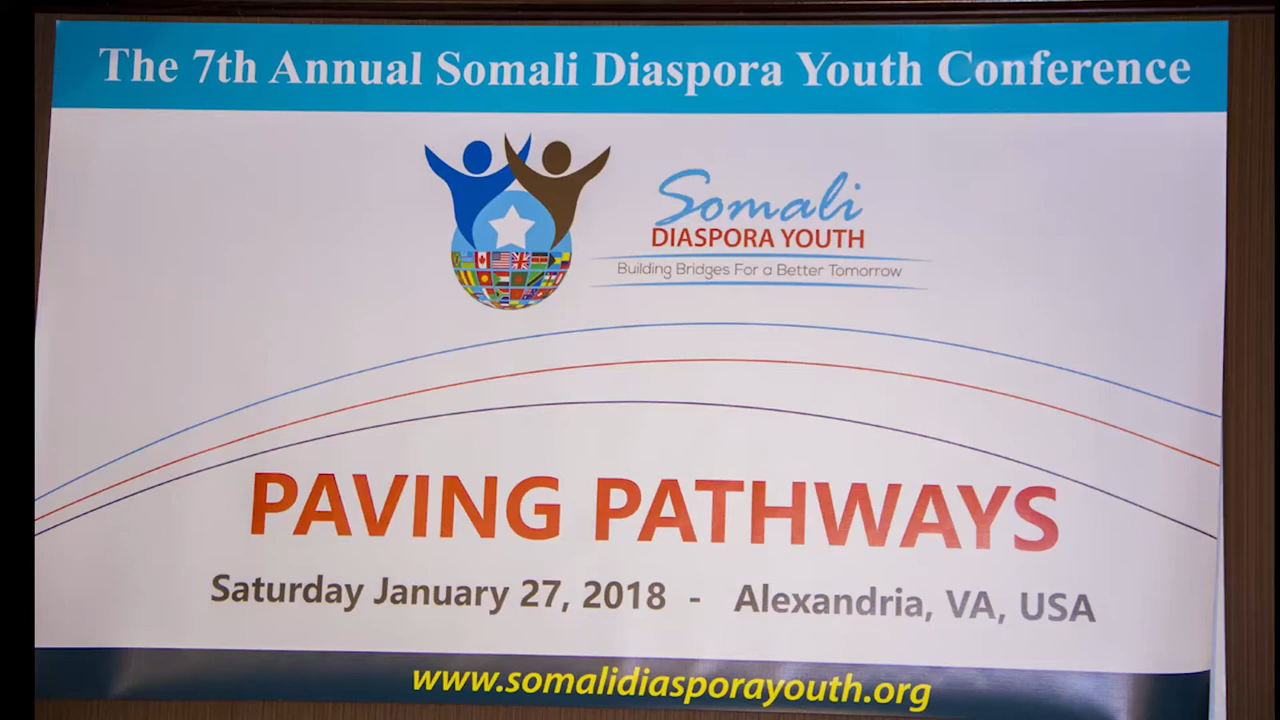 The 7th Annual Somali Diaspora Youth Conference
Somali
DIASPORA YOUTH
Building Bridges For a Better Tomorrow
PAVING PATHWAYS
Saturday January 27, 2018 - Alexandria, VA, USA
www.somalidiasporayouth.org